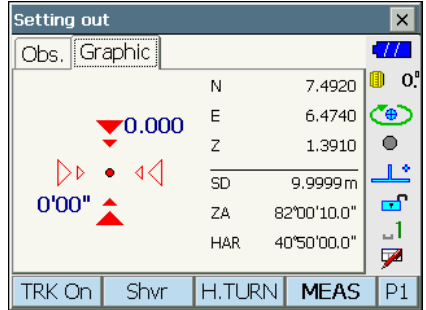 Setting out
Obs. Graphic
0.000
0'00"
N 7.4920
E 6.4740
Z 1.3910
SD 9.9999m
ZA 82°00'10.0"
HAR 40°50'00.0"
0."
1
TRK On Shvr H.TURN MEAS P1